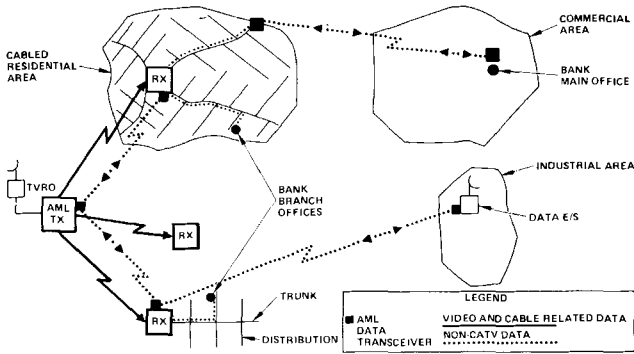 CABLED
RESIDENTIAL
AREA
COMMERCIAL
AREA
RX
BANK
MAIN OFFICE
TVRO
AML
TX
BANK
BRANCH
OFFICES
INDUSTRIAL AREA
DATA E/S
RX
RX
TRUNK
DISTRIBUTION
LEGEND
AML
DATA
TRANSCEIVER
VIDEO AND CABLE RELATED DATA
NON-CATV DATA